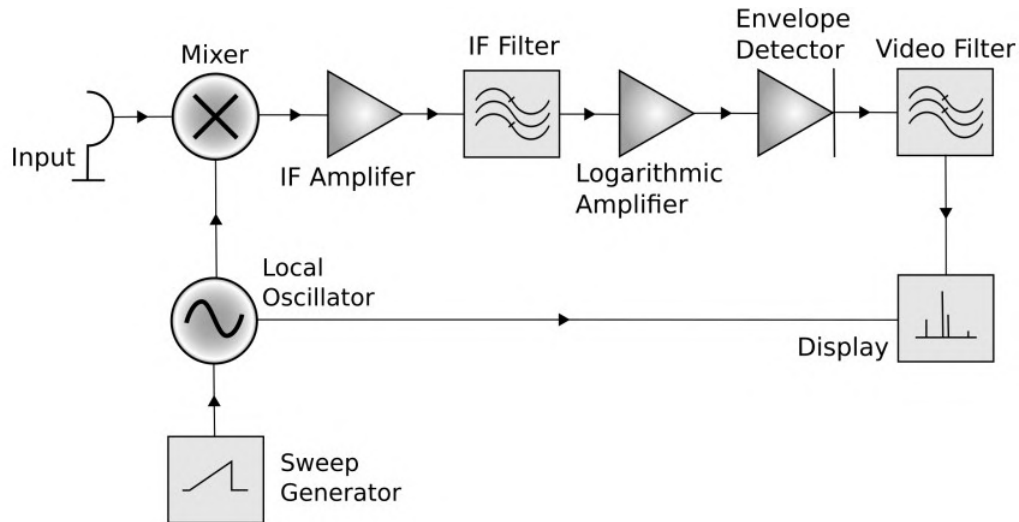 Mixer
IF Filter
Envelope
Detector
Video Filter
Input
IF Amplifer
Logarithmic
Amplifier
Local
Oscillator
Display
Sweep
Generator